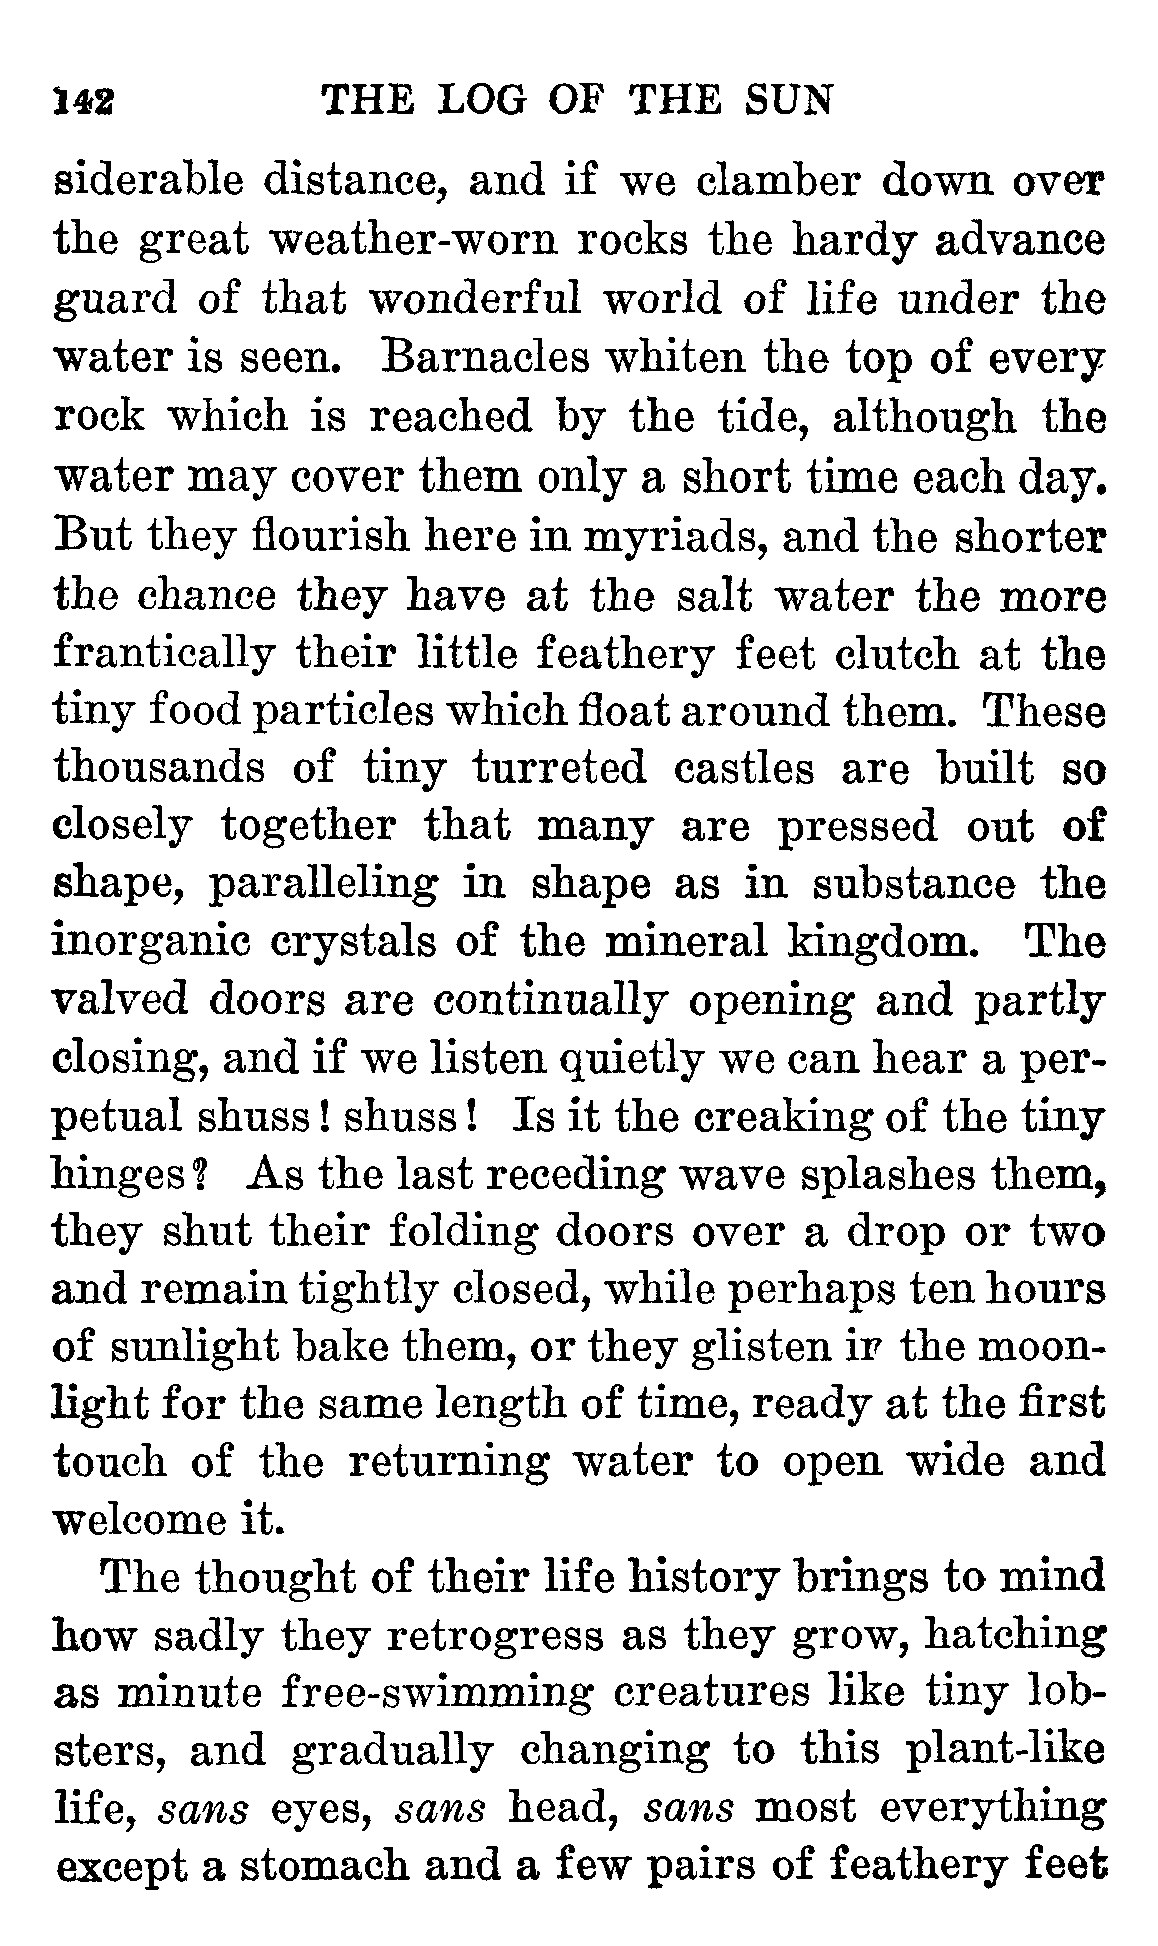 142 THE LOG OF THE SUN
siderable distance, and if we clamber down over
the great weather-worn rocks the hardy advance
guard of that wonderful world of life under the
water is seen. Barnacles whiten the top of every
rock which is reached by the tide, although the
water may cover them only a short time each day.
But they flourish here in myriads, and the shorter
the chance they have at the salt water the more
frantically their little feathery feet clutch at the
tiny food particles which float around them. These
thousands of tiny turreted castles are built so
closely together that many are pressed out of
shape, paralleling in shape as in substance the
inorganic crystals of the mineral kingdom. The
valved doors are continually opening and partly
closing, and if we listen quietly we can hear a per-
petual shuss! shuss! Is it the creaking of the tiny
hinges? As the last receding wave splashes them,
they shut their folding doors over a drop or two
and remain tightly closed, while perhaps ten hours
of sunlight bake them, or they glisten in the moon-
light for the same length of time, ready at the first
touch of the returning water to open wide and
welcome it.
The thought of their life history brings to mind
how sadly they retrogress as they grow, hatching
as minute free-swimming creatures like tiny lob-
sters, and gradually changing to this plant-like
life, sans eyes, sans head, sans most everything
except a stomach and a few pairs of feathery feet